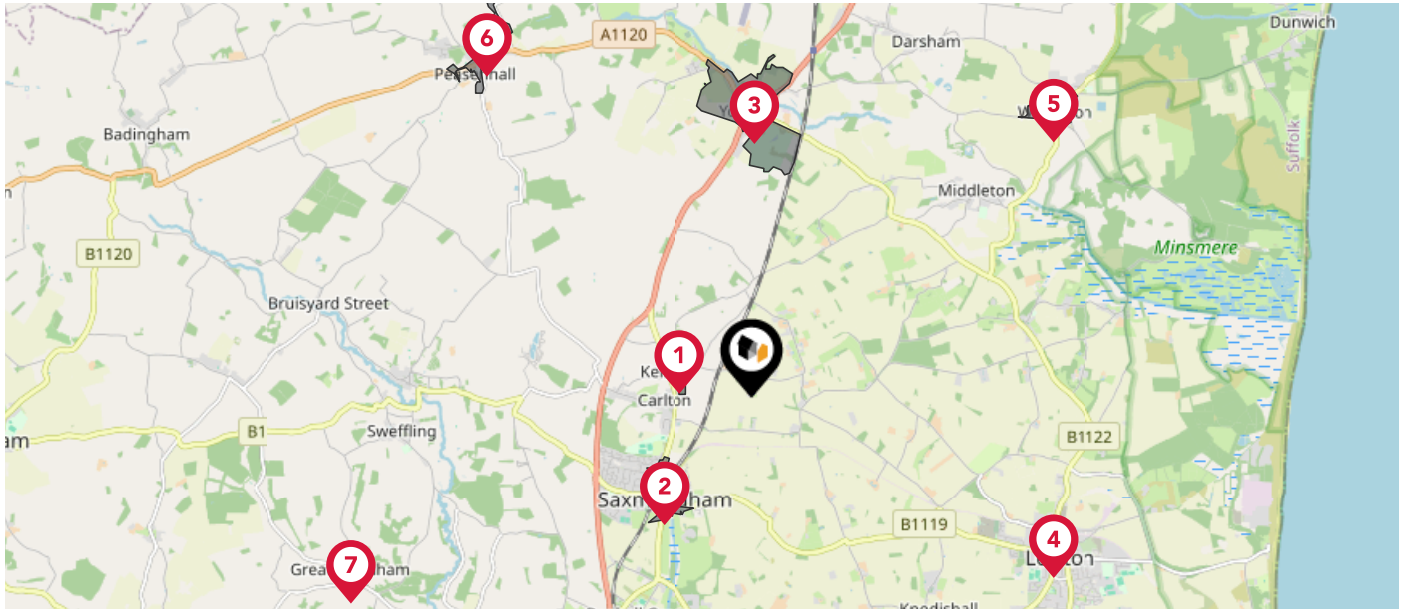 Dunwich
6
A1120
Darsham
3
5
Badingham
Suffolk
Middleton
B1120
Minsmere
Bruisyard Street
1
Carlton
B1
Sweffling
B1122
2
B1119
4
7
Knodishall